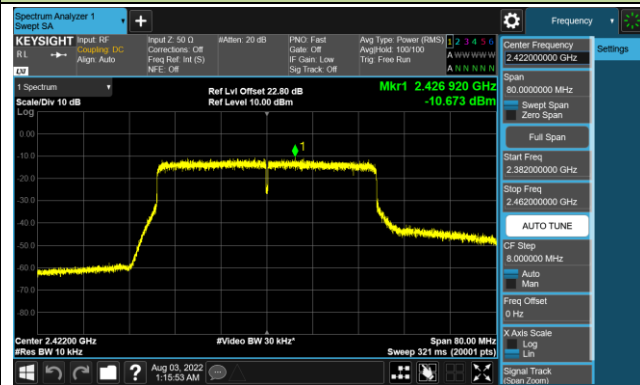 Spectrum Analyzer 1
Swept SA
+
Frequency
KEYSIGHT
RL
LXI
Input: RF
Coupling: DC
Align: Auto
Input Z: 50 Ω
Corrections: Off
Freq Ref: Int (S)
NFE: Off
#Atten: 20 dB
PNO: Fast
Gate: Off
IF Gain: Low
Sig Track: Off
Avg Type: Power (RMS)
Avg|Hold: 100/100
Trig: Free Run
1 2 3 4 5 6
A W W W W W
A N N N N N
1 Spectrum
Scale/Div 10 dB
Log
Ref Lvl Offset 22.80 dB
Ref Level 10.00 dBm
Mkr1 2.426 920 GHz
-10.673 dBm
1
0.00
-10.0
-20.0
-30.0
-40.0
-50.0
-60.0
-70.0
-80.0
Center 2.42200 GHz
#Res BW 10 kHz
#Video BW 30 kHz*
Span 80.00 MHz
Sweep 321 ms (20001 pts)
Aug 03, 2022
1:15:53 AM
?
Center Frequency
2.422000000 GHz
Settings
Span
80.0000000 MHz
Swept Span
Zero Span
Full Span
Start Freq
2.382000000 GHz
Stop Freq
2.462000000 GHz
AUTO TUNE
CF Step
8.000000 MHz
Auto
Man
Freq Offset
0 Hz
X Axis Scale
Log
Lin
Signal Track
(Span Zoom)